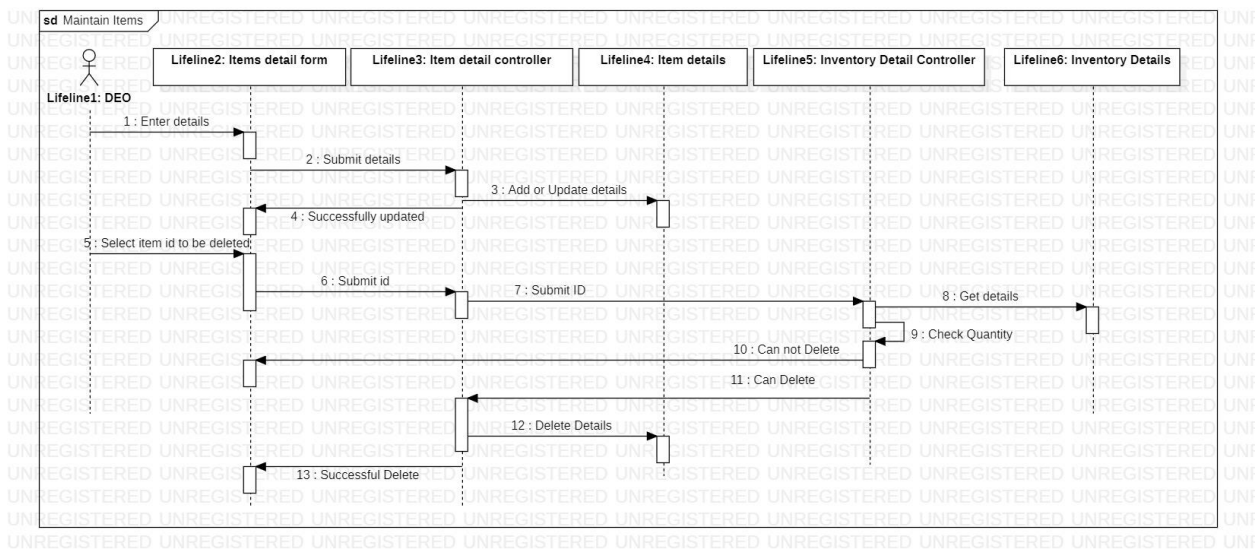 sd Maintain Items
Lifeline1: DEO
Lifeline2: Items detail form
Lifeline3: Item detail controller
Lifeline4: Item details
Lifeline5: Inventory Detail Controller
Lifeline6: Inventory Details
1 : Enter details
2 : Submit details
3 : Add or Update details
4 : Successfully updated
5 : Select item id to be deleted
6 : Submit id
7 : Submit ID
8 : Get details
9 : Check Quantity
10 : Can not Delete
11 : Can Delete
12 : Delete Details
13 : Successful Delete
UNREGISTERED